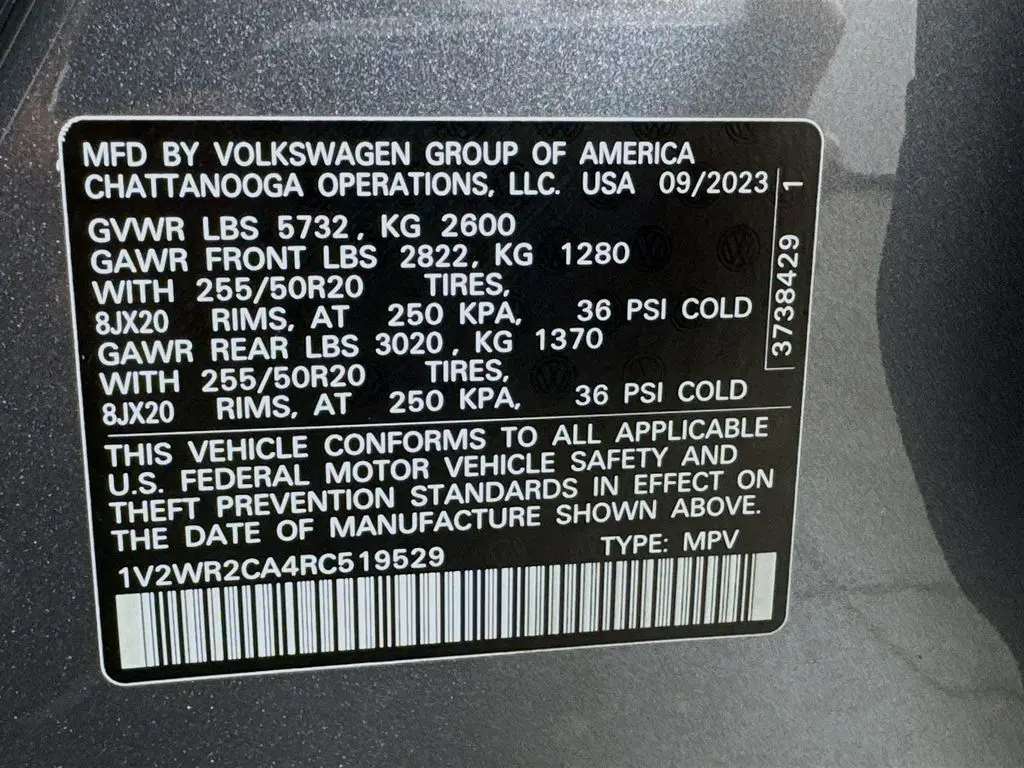 MFD BY VOLKSWAGEN GROUP OF AMERICA
CHATTANOOGA OPERATIONS, LLC. USA 09/2023
GVWR LBS 5732, KG 2600
GAWR FRONT LBS 2822, KG 1280
WITH 255/50R20 TIRES,
8JX20 RIMS, AT 250 KPA, 36 PSI COLD
GAWR REAR LBS 3020, KG 1370
WITH 255/50R20 TIRES,
8JX20 RIMS, AT 250 KPA, 36 PSI COLD
3738429 1
THIS VEHICLE CONFORMS TO ALL APPLICABLE
U.S. FEDERAL MOTOR VEHICLE SAFETY AND
THEFT PREVENTION STANDARDS IN EFFECT ON
THE DATE OF MANUFACTURE SHOWN ABOVE.
1V2WR2CA4RC519529 TYPE: MPV